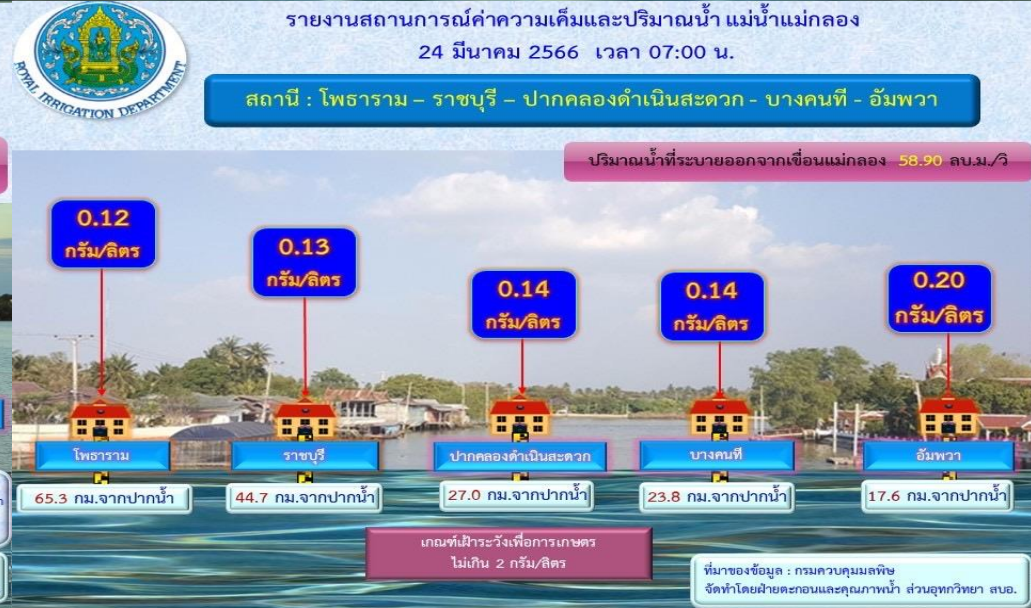 รายงานสถานการณ์ค่าความเค็มและปริมาณน้ำ แม่น้ำแม่กลอง
24 มีนาคม 2566 เวลา 07:00 น.
ROYAL IRRIGATION DEPARTMENT
สถานี : โพธาราม – ราชบุรี – ปากคลองดำเนินสะดวก - บางคนที - อัมพวา
ปริมาณน้ำที่ระบายออกจากเขื่อนแม่กลอง 58.90 ลบ.ม./วิ
0.12
กรัม/ลิตร
0.13
กรัม/ลิตร
0.14
กรัม/ลิตร
0.14
กรัม/ลิตร
0.20
กรัม/ลิตร
โพธาราม
ราชบุรี
ปากคลองดำเนินสะดวก
บางคนที
อัมพวา
65.3 กม.จากปากน้ำ
44.7 กม.จากปากน้ำ
27.0 กม.จากปากน้ำ
23.8 กม.จากปากน้ำ
17.6 กม.จากปากน้ำ
เกณฑ์เฝ้าระวังเพื่อการเกษตร
ไม่เกิน 2 กรัม/ลิตร
ที่มาของข้อมูล : กรมควบคุมมลพิษ
จัดทำโดยฝ่ายตะกอนและคุณภาพน้ำ ส่วนอุทกวิทยา สบอ.